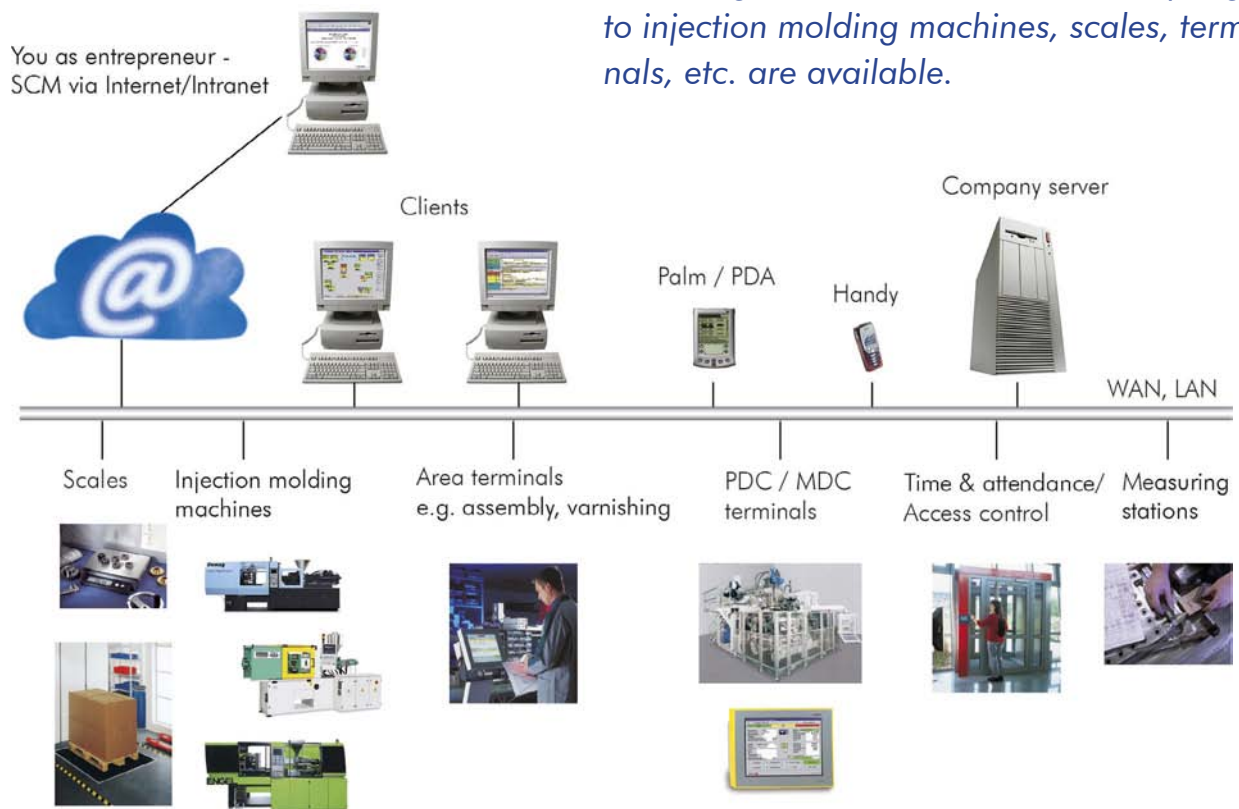 to injection molding machines, scales, term
nals, etc. are available.
You as entrepreneur -
SCM via Internet/Intranet
Company server
Clients
Palm / PDA
Handy
WAN, LAN
Scales
Injection molding
machines
Area terminals
e.g. assembly, varnishing
PDC / MDC
terminals
Time & attendance/
Access control
Measuring
stations
@
ENGEL